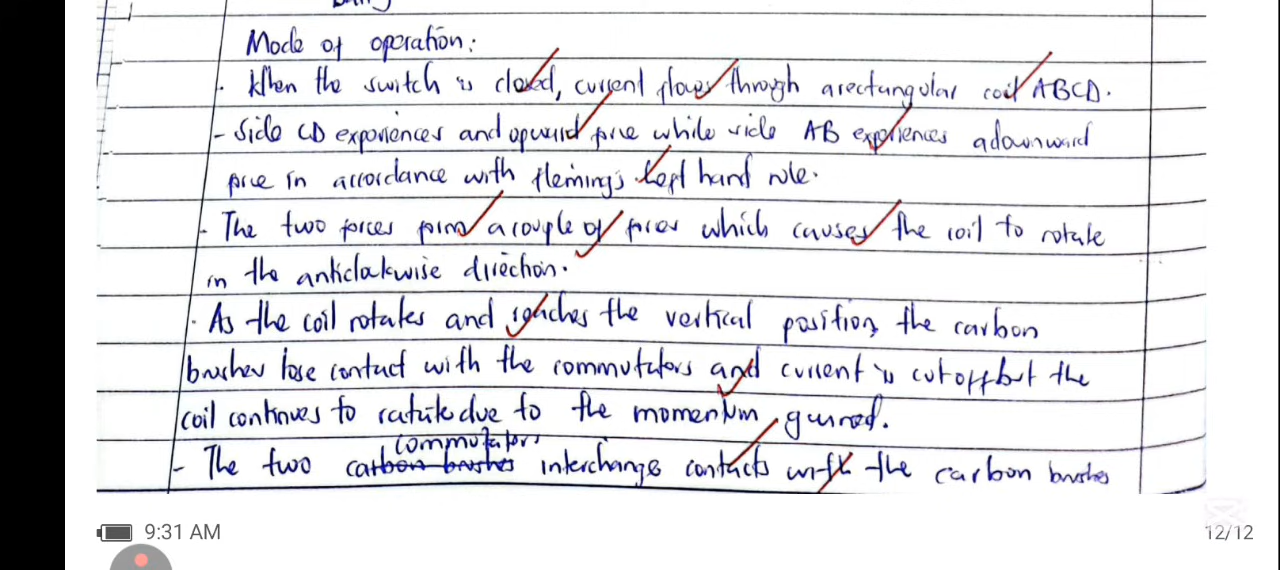 Mode of operation:
. When the switch is closed, current flows through a rectangular coil ABCD.
- Side CD experiences and upward force while side AB experiences a downward
force in accordance with flemings left hand rule.
- The two forces form a couple of forces which causes the coil to rotate
in the anticlockwise direction.
. As the coil rotates and reaches the vertical position, the carbon
brushes lose contact with the commutators and current is cut off but the
coil continues to rotate due to the momentum gained.
commutators
- The two carbon brushes interchange contacts with the carbon brushes
9:31 AM
12/12